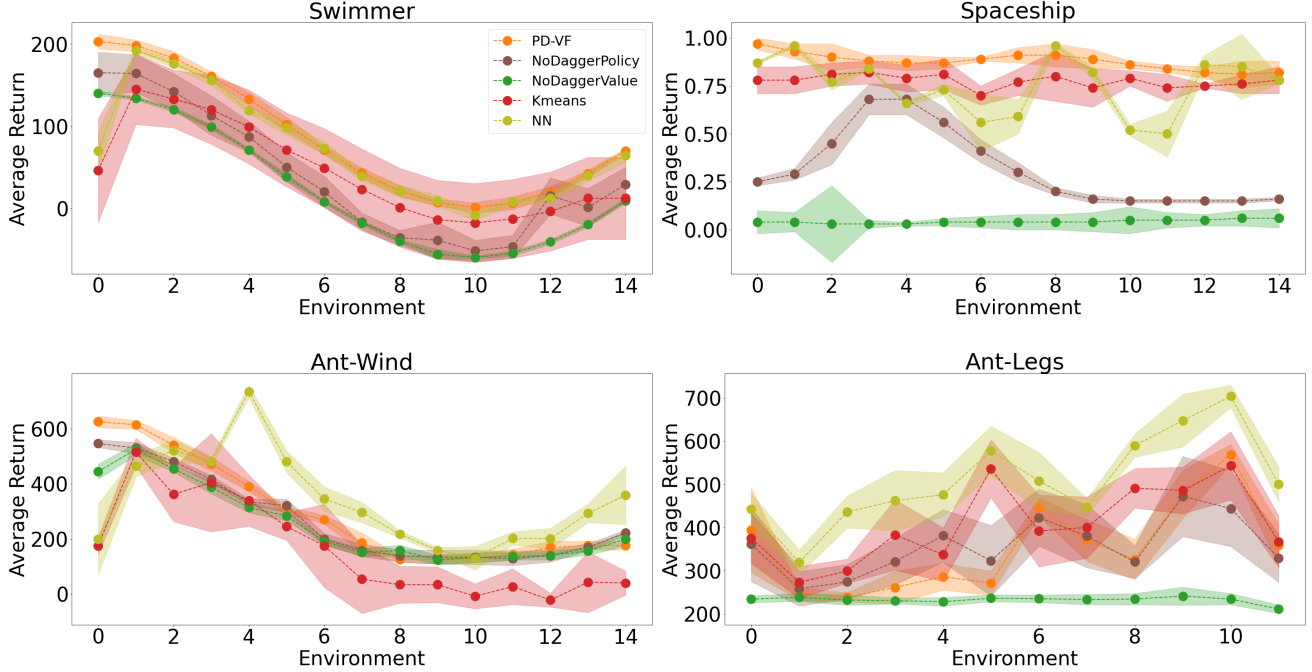 Swimmer
Average Return
200
100
0
PD-VF
NoDaggerPolicy
NoDaggerValue
Kmeans
NN
0 2 4 6 8 10 12 14
Environment
Spaceship
Average Return
1.00
0.75
0.50
0.25
0.00
0 2 4 6 8 10 12 14
Environment
Ant-Wind
Average Return
600
400
200
0
0 2 4 6 8 10 12 14
Environment
Ant-Legs
Average Return
700
600
500
400
300
200
0 2 4 6 8 10
Environment